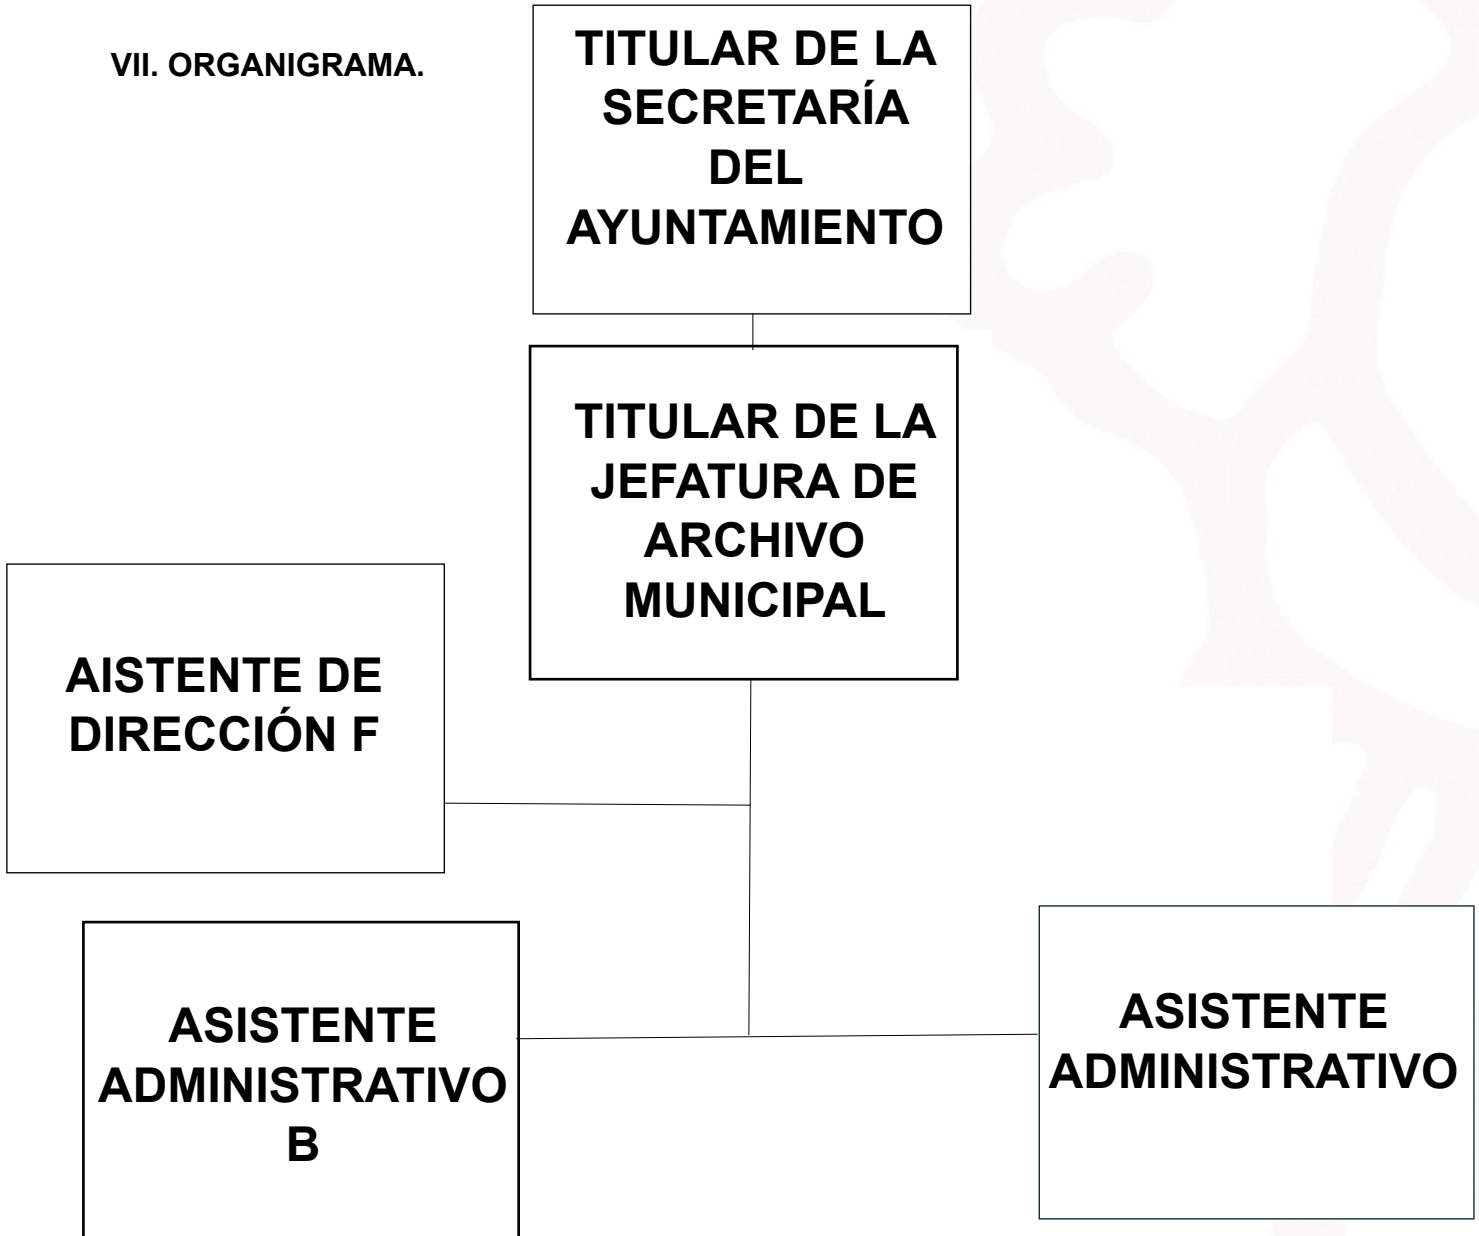 VII. ORGANIGRAMA.
TITULAR DE LA
SECRETARÍA
DEL
AYUNTAMIENTO
TITULAR DE LA
JEFATURA DE
ARCHIVO
MUNICIPAL
AISTENTE DE
DIRECCIÓN F
ASISTENTE
ADMINISTRATIVO
B
ASISTENTE
ADMINISTRATIVO